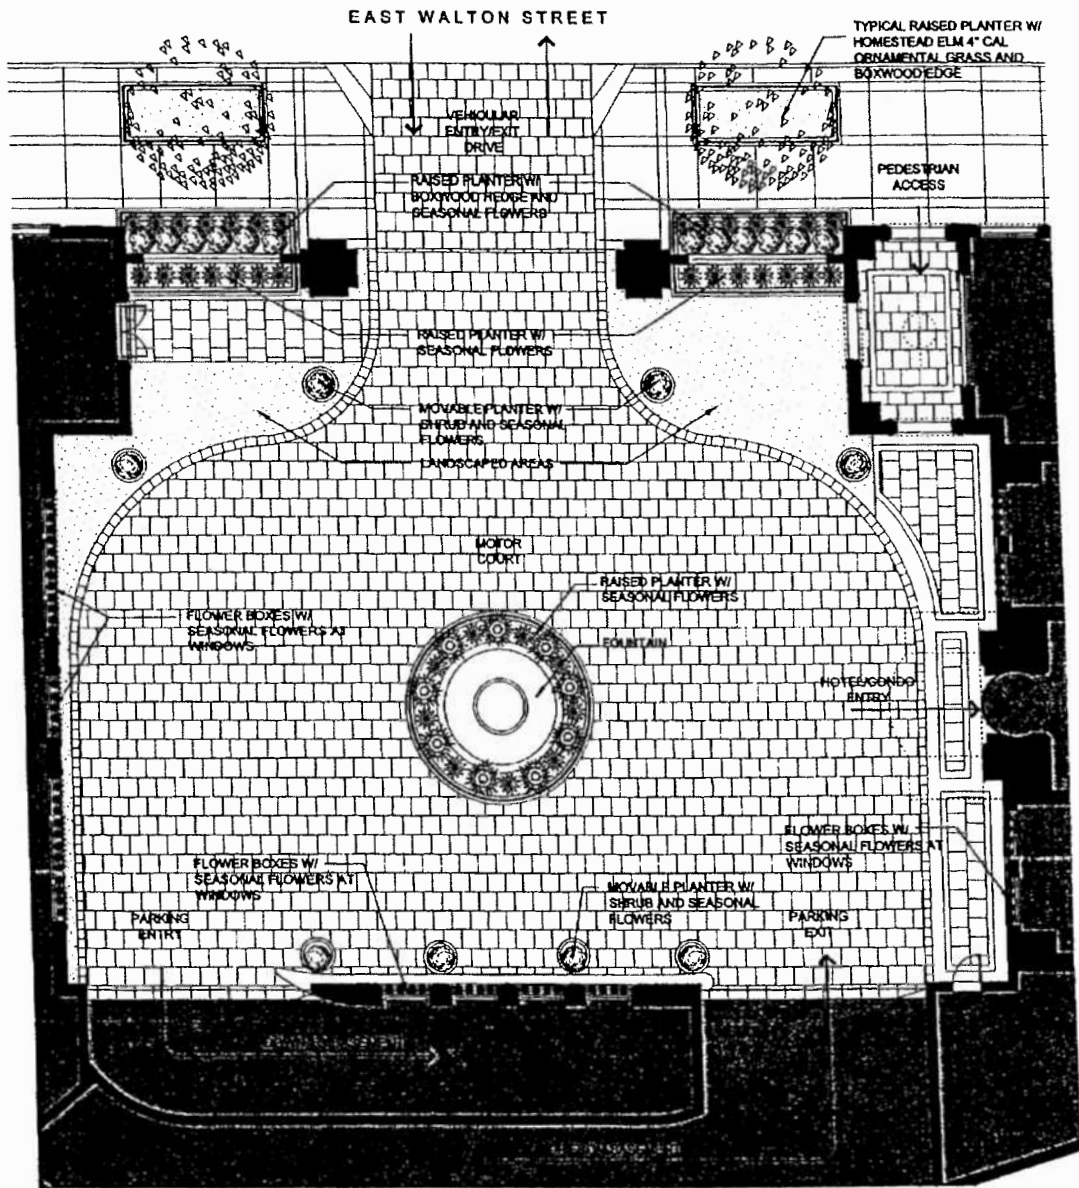 EAST WALTON STREET
TYPICAL RAISED PLANTER W/
HOMESTEAD ELM 4" CAL
ORNAMENTAL GRASS AND
BOXWOOD EDGE
VEHICULAR
ENTRY/EXIT
DRIVE
PEDESTRIAN
ACCESS
RAISED PLANTER W/
BOXWOOD HEDGE AND
SEASONAL FLOWERS
RAISED PLANTER W/
SEASONAL FLOWERS
MOVABLE PLANTER W/
SHRUB AND SEASONAL
FLOWERS
LANDSCAPED AREAS
MOTOR
COURT
RAISED PLANTER W/
SEASONAL FLOWERS
FLOWER BOXES W/
SEASONAL FLOWERS AT
WINDOWS
FOUNTAIN
HOTEL/CONDO
ENTRY
FLOWER BOXES W/
SEASONAL FLOWERS AT
WINDOWS
FLOWER BOXES W/
SEASONAL FLOWERS AT
WINDOWS
MOVABLE PLANTER W/
SHRUB AND SEASONAL
FLOWERS
PARKING
ENTRY
PARKING
EXIT